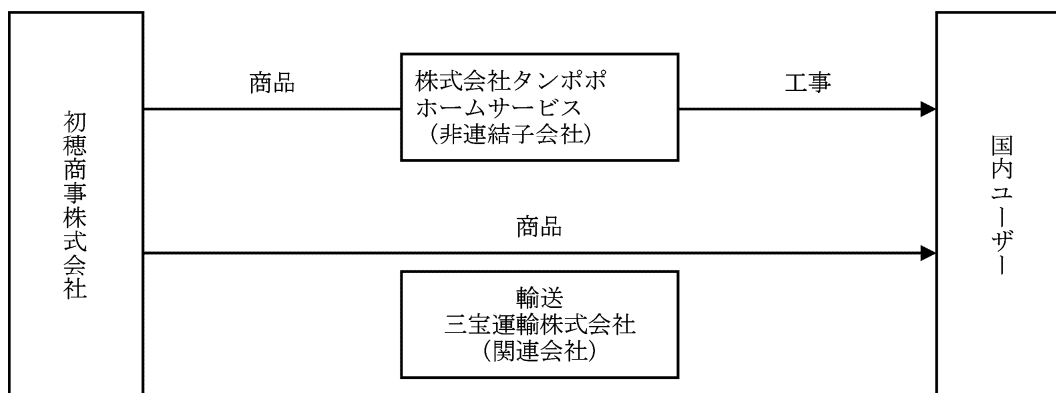 初穂商事株式会社
商品
株式会社タンポポ
ホームサービス
（非連結子会社）
工事
商品
輸送
三宝運輸株式会社
（関連会社）
国内ユーザー